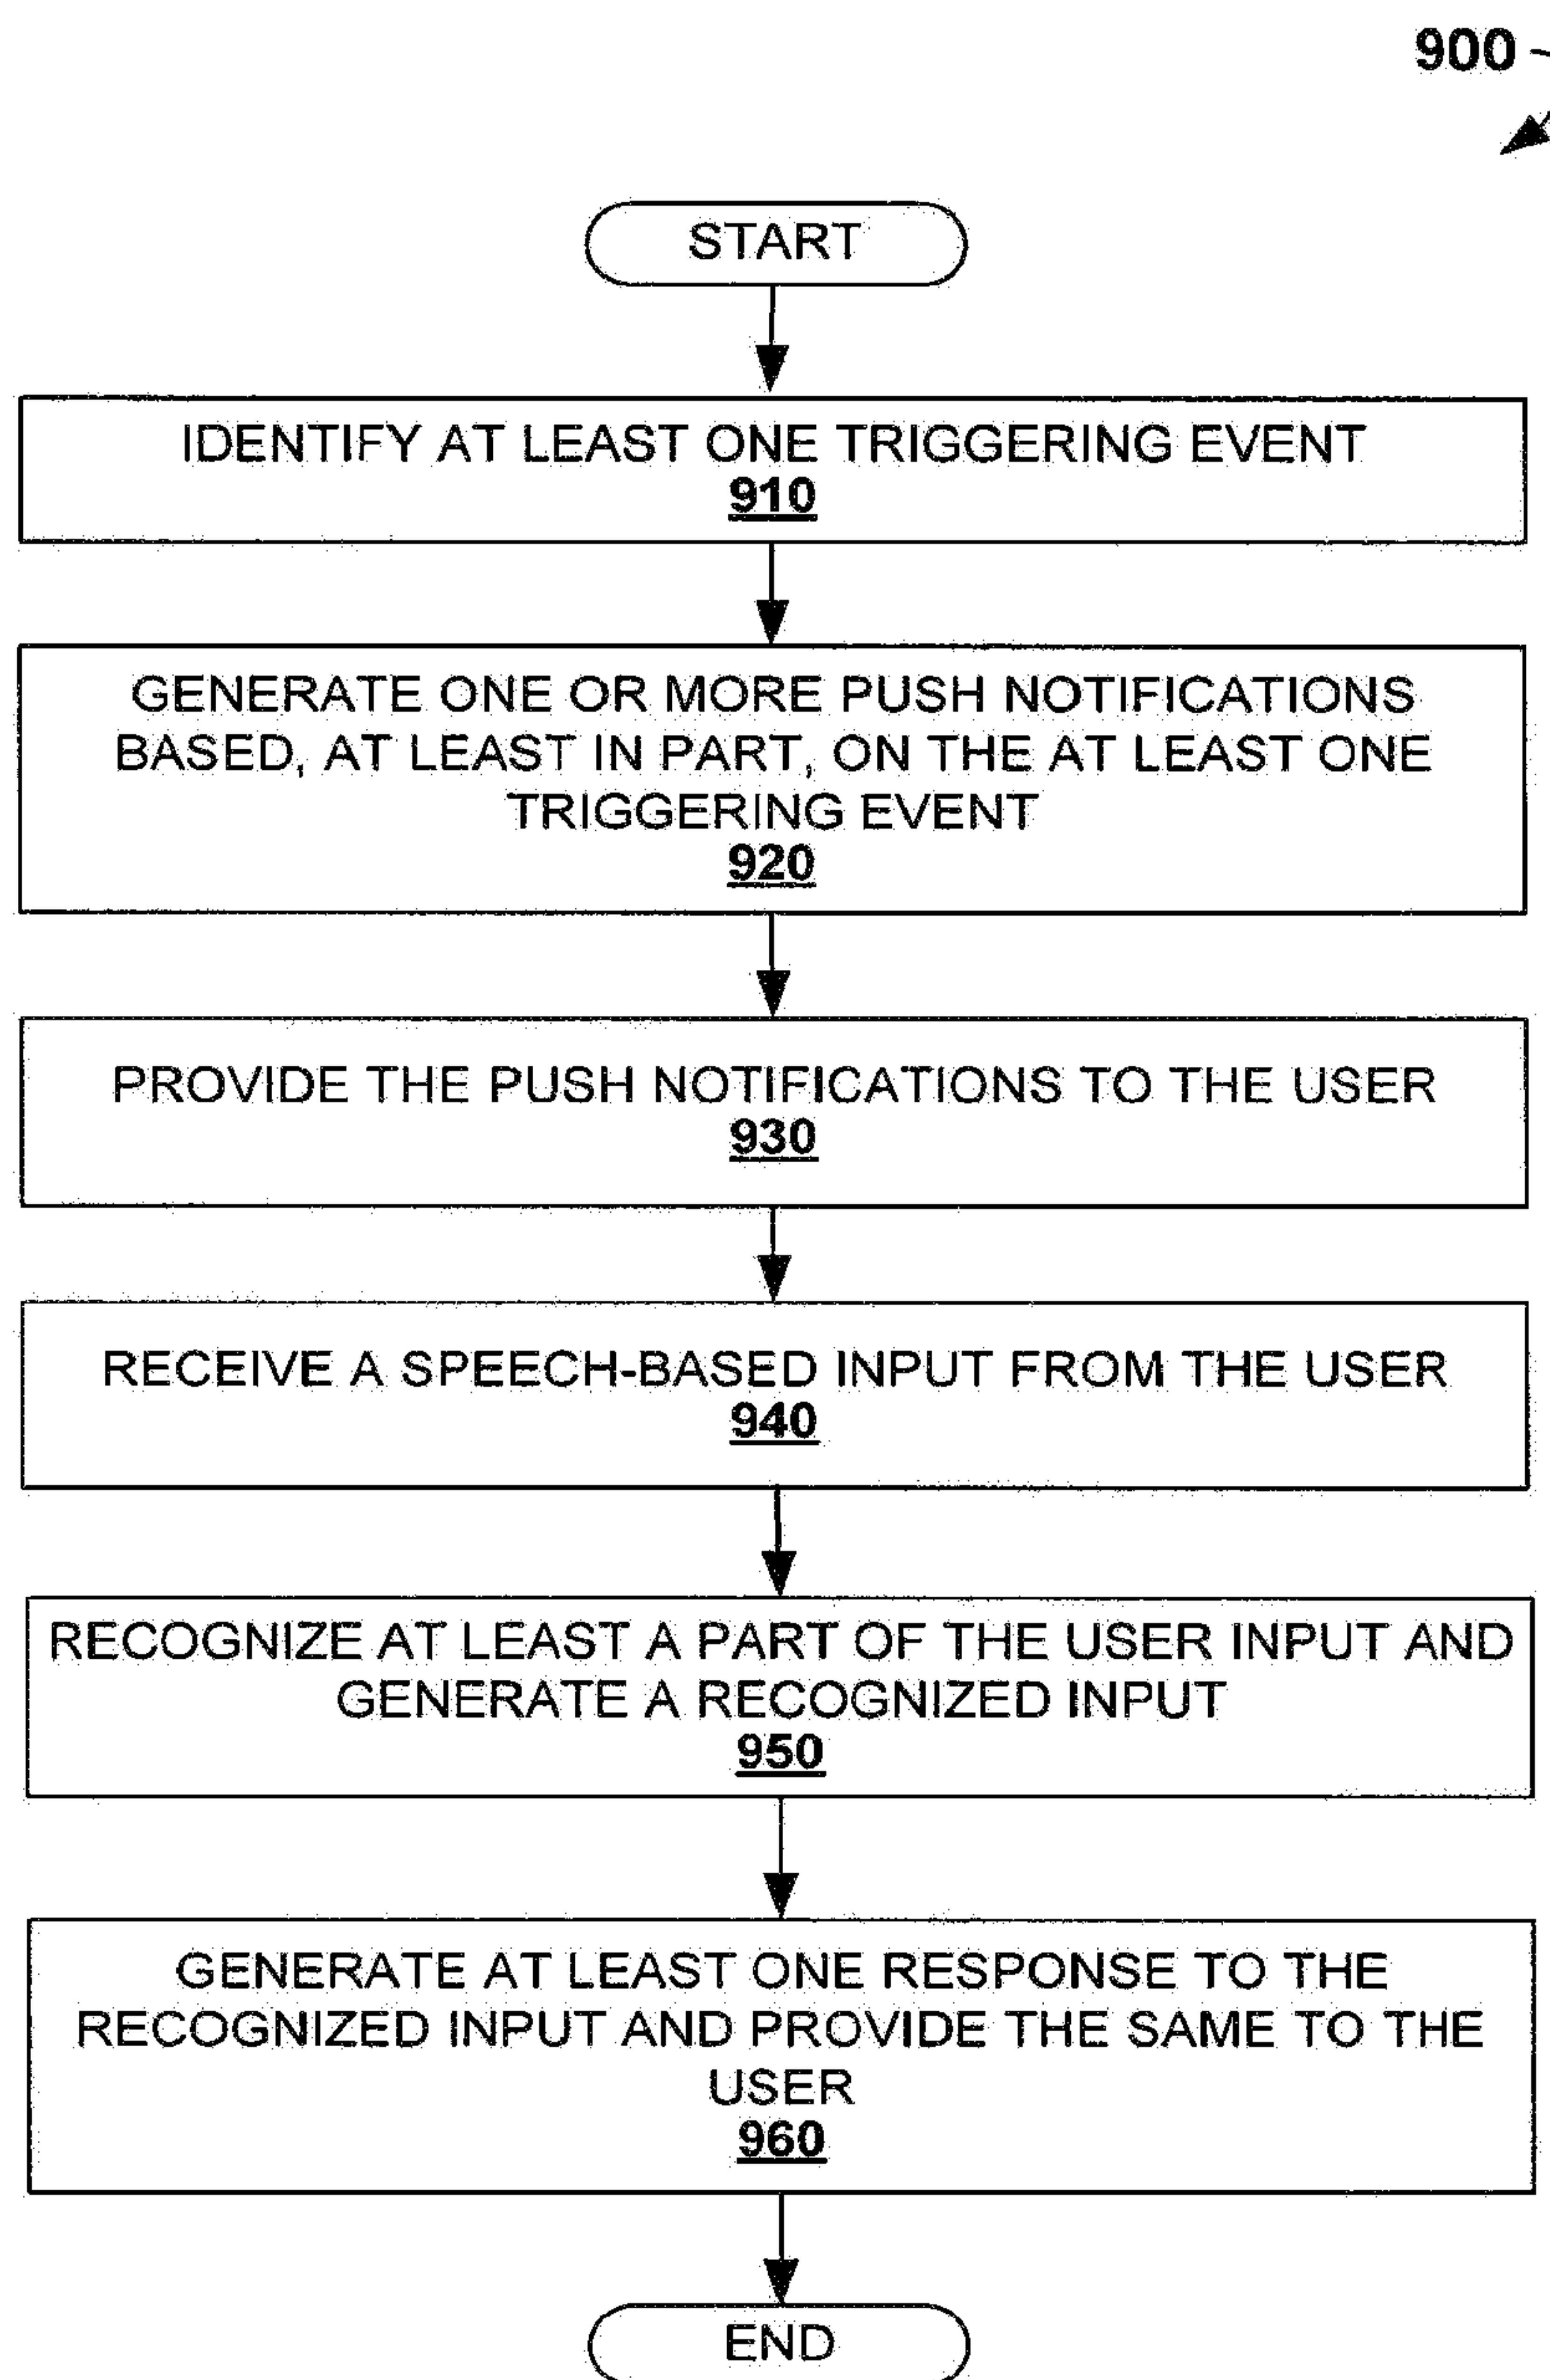 900
START
IDENTIFY AT LEAST ONE TRIGGERING EVENT
910
GENERATE ONE OR MORE PUSH NOTIFICATIONS
BASED, AT LEAST IN PART, ON THE AT LEAST ONE
TRIGGERING EVENT
920
PROVIDE THE PUSH NOTIFICATIONS TO THE USER
930
RECEIVE A SPEECH-BASED INPUT FROM THE USER
940
RECOGNIZE AT LEAST A PART OF THE USER INPUT AND
GENERATE A RECOGNIZED INPUT
950
GENERATE AT LEAST ONE RESPONSE TO THE
RECOGNIZED INPUT AND PROVIDE THE SAME TO THE
USER
960
END